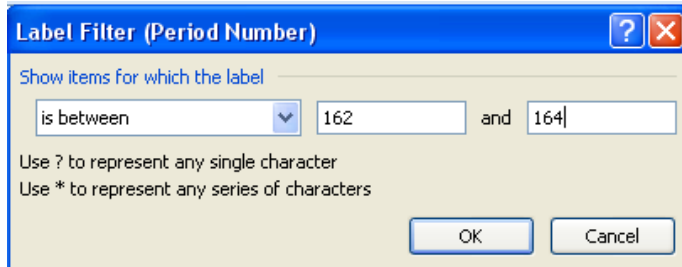 Label Filter (Period Number)
Show items for which the label
is between 162 and 164
Use ? to represent any single character
Use * to represent any series of characters
OK Cancel